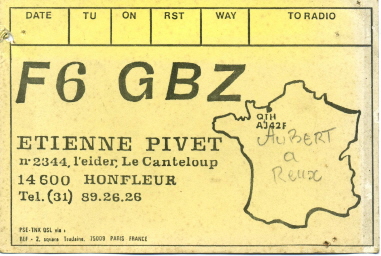 DATE TU ON RST WAY TO RADIO
F6 GBZ
QTH
AJ42F
AUBERT
a
Reux
ETIENNE PIVET
n°2344, l'eider, Le Canteloup
14600 HONFLEUR
Tel. (31) 89.26.26
PSE-TNX QSL via :
REF - 2, square Trudaine, 75009 PARIS FRANCE